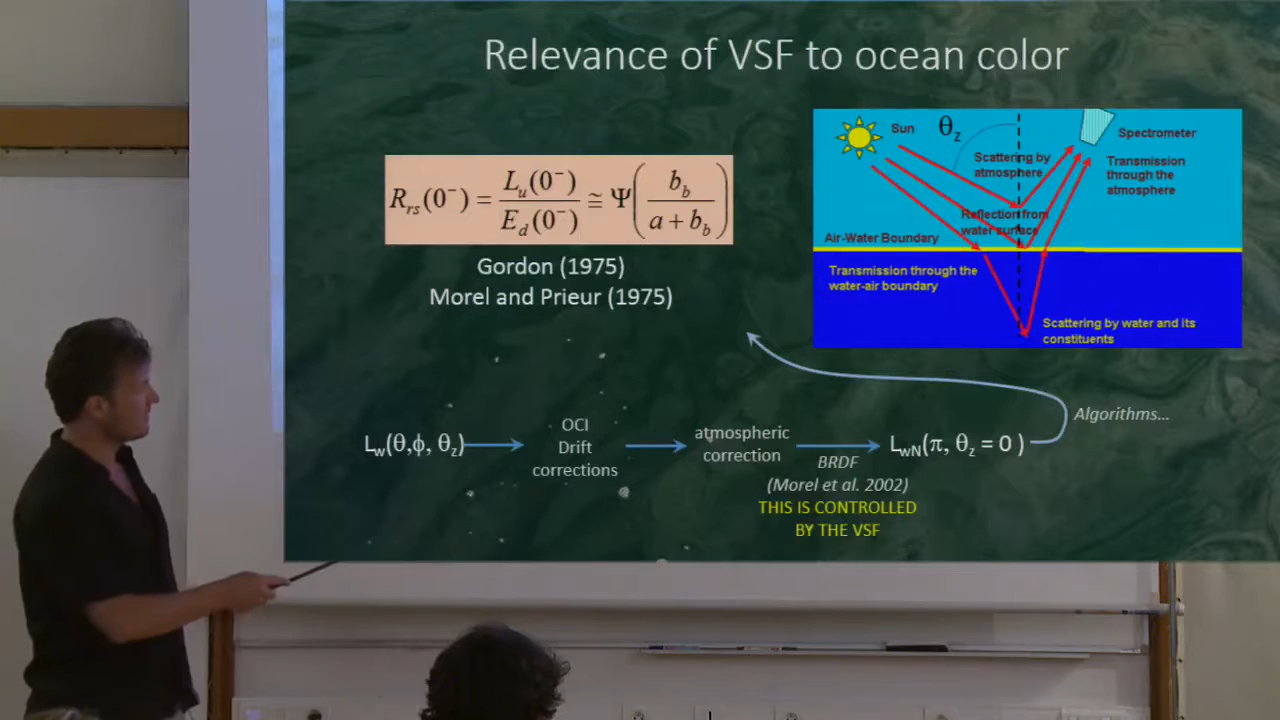 Relevance of VSF to ocean color
R_rs(0⁻) = L_u(0⁻) / E_d(0⁻) ≅ Ψ( b_b / (a + b_b) )
Gordon (1975)
Morel and Prieur (1975)
Sun
θ_z
Spectrometer
Scattering by
atmosphere
Transmission
through the
atmosphere
Reflection from
water surface
Air-Water Boundary
Transmission through the
water-air boundary
Scattering by water and its
constituents
Algorithms...
L_w(θ,ϕ, θ_z)
OCI
Drift
corrections
atmospheric
correction
BRDF
(Morel et al. 2002)
THIS IS CONTROLLED
BY THE VSF
L_wN(π, θ_z = 0 )